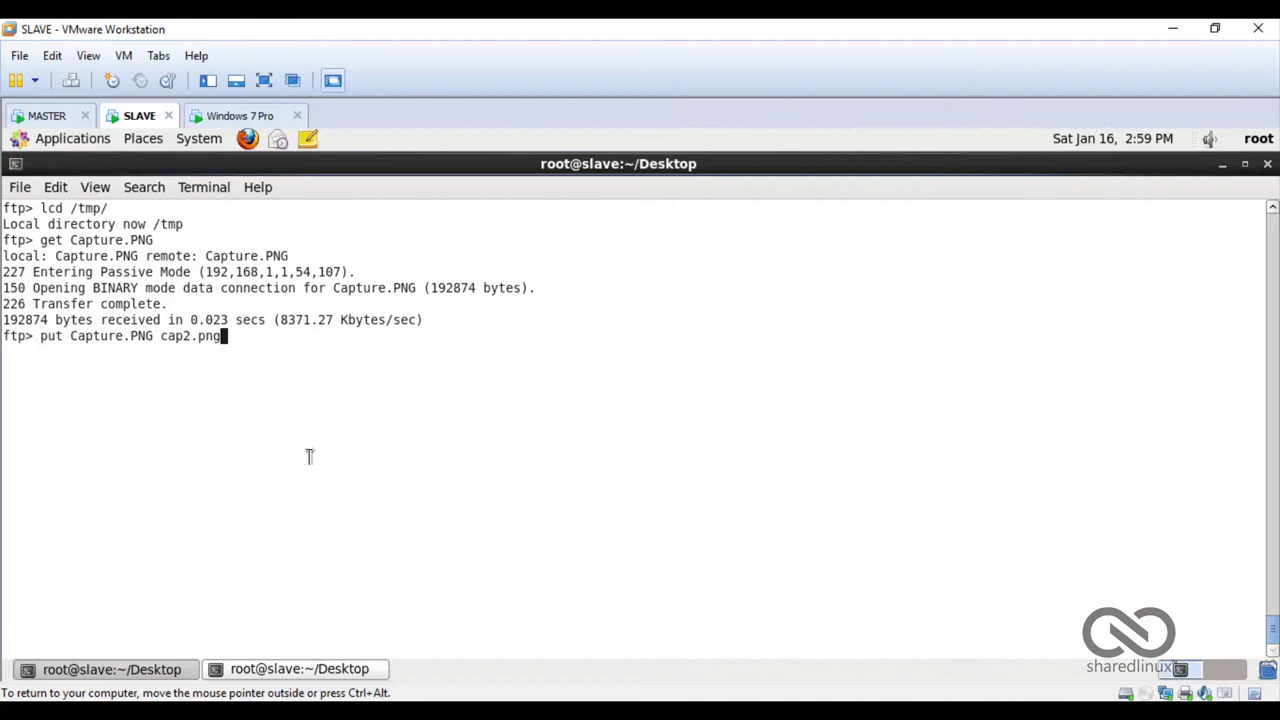 SLAVE - VMware Workstation
File Edit View VM Tabs Help
MASTER SLAVE Windows 7 Pro
Applications Places System Sat Jan 16, 2:59 PM root
root@slave:~/Desktop
File Edit View Search Terminal Help
ftp> lcd /tmp/
Local directory now /tmp
ftp> get Capture.PNG
local: Capture.PNG remote: Capture.PNG
227 Entering Passive Mode (192,168,1,1,54,107).
150 Opening BINARY mode data connection for Capture.PNG (192874 bytes).
226 Transfer complete.
192874 bytes received in 0.023 secs (8371.27 Kbytes/sec)
ftp> put Capture.PNG cap2.png
sharedlinux
root@slave:~/Desktop root@slave:~/Desktop
To return to your computer, move the mouse pointer outside or press Ctrl+Alt.